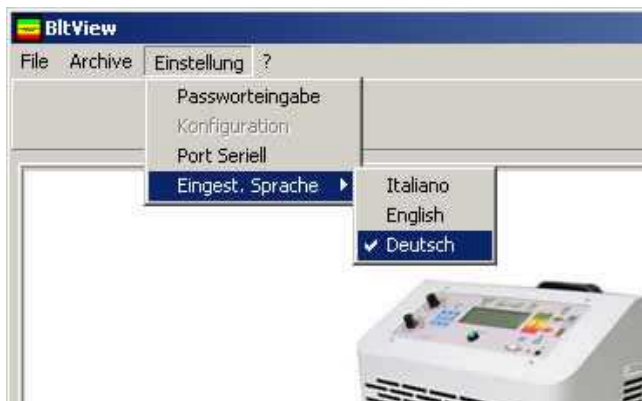 BltView
File Archive Einstellung ?
Passworteingabe
Konfiguration
Port Seriell
Eingest. Sprache
Italiano
English
Deutsch